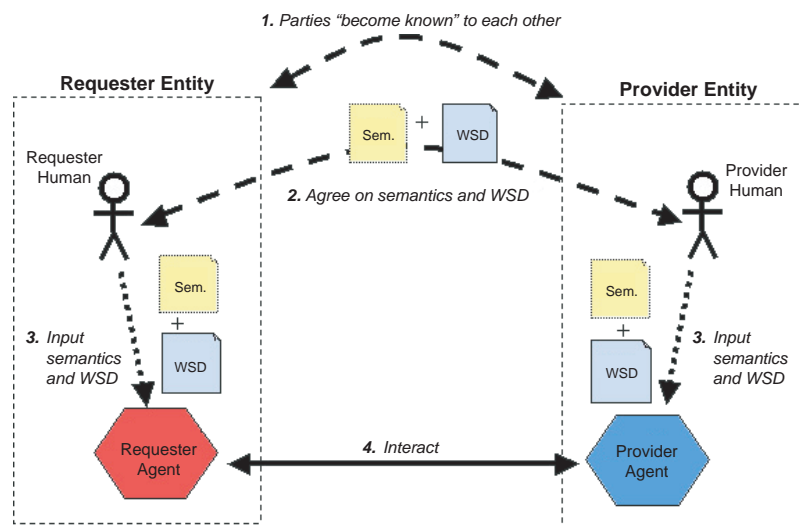 1. Parties “become known” to each other
Requester Entity
Provider Entity
Sem.
+
WSD
Requester
Human
Provider
Human
2. Agree on semantics and WSD
Sem.
+
WSD
3. Input
semantics
and WSD
Sem.
+
WSD
3. Input
semantics
and WSD
Requester
Agent
4. Interact
Provider
Agent